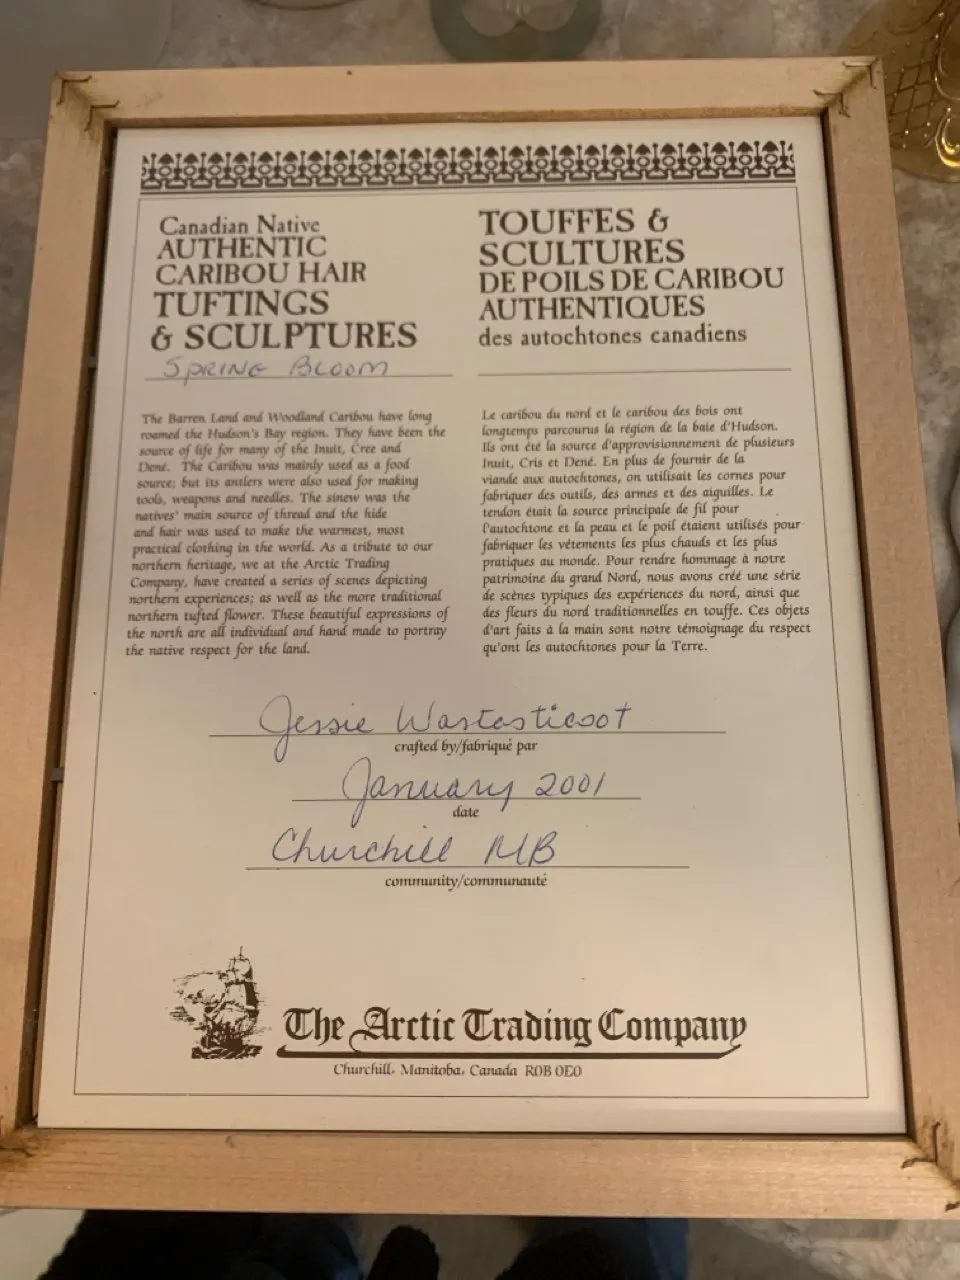 Canadian Native
AUTHENTIC
CARIBOU HAIR
TUFTINGS
& SCULPTURES
SPRING BLOOM
The Barren Land and Woodland Caribou have long
roamed the Hudson's Bay region. They have been the
source of life for many of the Inuit, Cree and
Dené. The Caribou was mainly used as a food
source; but its antlers were also used for making
tools, weapons and needles. The sinew was the
natives' main source of thread and the hide
and hair was used to make the warmest, most
practical clothing in the world. As a tribute to our
northern heritage, we at the Arctic Trading
Company, have created a series of scenes depicting
northern experiences; as well as the more traditional
northern tufted flower. These beautiful expressions of
the north are all individual and hand made to portray
the native respect for the land.
TOUFFES &
SCULTURES
DE POILS DE CARIBOU
AUTHENTIQUES
des autochtones canadiens
Le caribou du nord et le caribou des bois ont
longtemps parcourus la région de la baie d'Hudson.
Ils ont été la source d'approvisionnement de plusieurs
Inuit, Cris et Dené. En plus de fournir de la
viande aux autochtones, on utilisait les cornes pour
fabriquer des outils, des armes et des aiguilles. Le
tendon était la source principale de fil pour
l'autochtone et la peau et le poil étaient utilisés pour
fabriquer les vêtements les plus chauds et les plus
pratiques au monde. Pour rendre hommage à notre
patrimoine du grand Nord, nous avons créé une série
de scènes typiques des expériences du nord, ainsi que
des fleurs du nord traditionnelles en touffe. Ces objets
d'art faits à la main sont notre témoignage du respect
qu'ont les autochtones pour la Terre.
Jessie Wastasticoot
crafted by/fabriqué par
January 2001
date
Churchill MB
community/communauté
The Arctic Trading Company
Churchill, Manitoba, Canada R0B 0E0